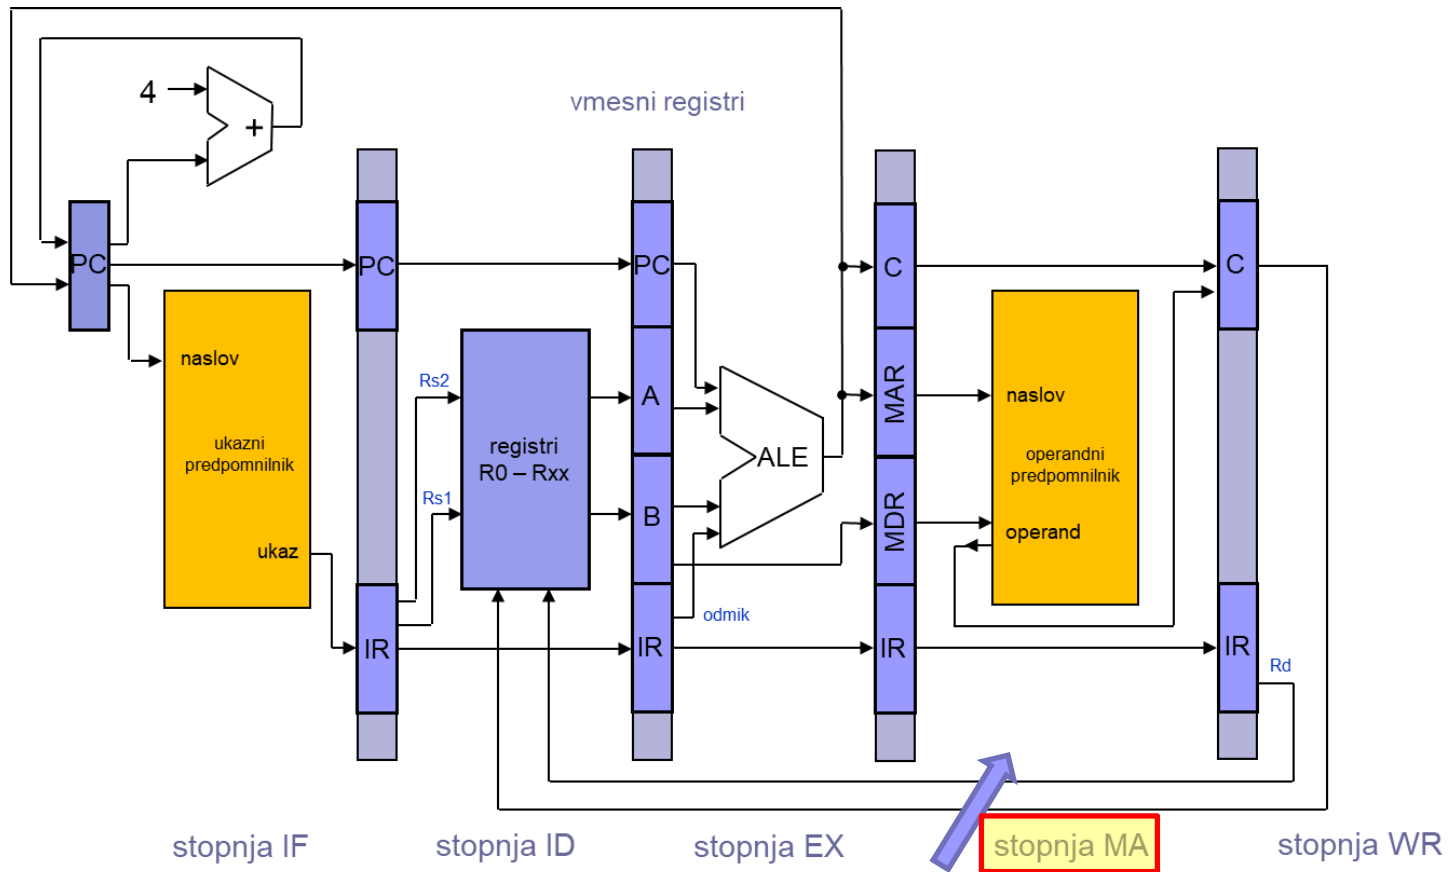 4
+
vmesni registri
PC
PC
PC
C
C
naslov
ukazni
predpomnilnik
ukaz
Rs2
Rs1
registri
R0 – Rxx
A
B
ALE
MAR
MDR
naslov
operandni
predpomnilnik
operand
odmik
IR
IR
IR
IR
Rd
stopnja IF
stopnja ID
stopnja EX
stopnja MA
stopnja WR